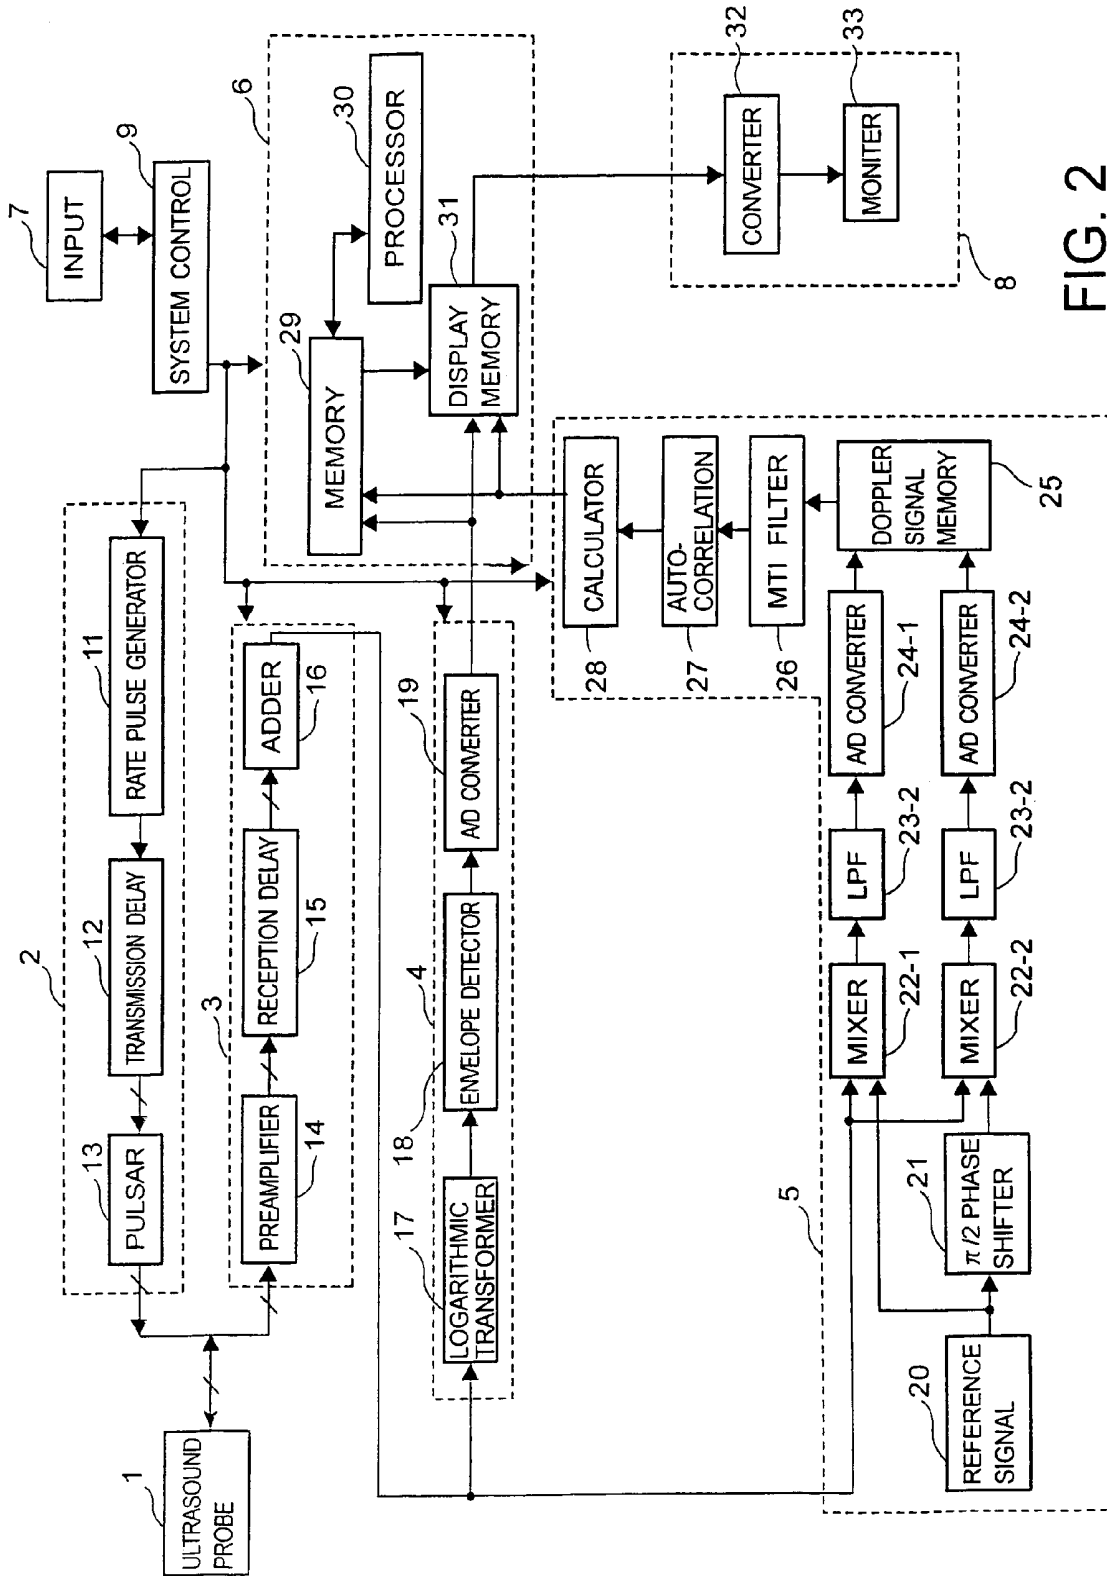 7
INPUT
9
SYSTEM CONTROL
2
13
PULSAR
12
TRANSMISSION DELAY
11
RATE PULSE GENERATOR
1
ULTRASOUND
PROBE
3
PREAMPLIFIER
14
RECEPTION DELAY
15
ADDER
16
6
29
MEMORY
30
PROCESSOR
31
DISPLAY
MEMORY
4
17
LOGARITHMIC
TRANSFORMER
18
ENVELOPE DETECTOR
19
A/D CONVERTER
32
CONVERTER
33
MONITER
8
28
CALCULATOR
27
AUTO-
CORRELATION
26
MTI FILTER
5
MIXER
22-1
LPF
23-2
A/D CONVERTER
24-1
DOPPLER
SIGNAL
MEMORY
25
20
REFERENCE
SIGNAL
21
π/2 PHASE
SHIFTER
MIXER
22-2
LPF
23-2
A/D CONVERTER
24-2
FIG. 2